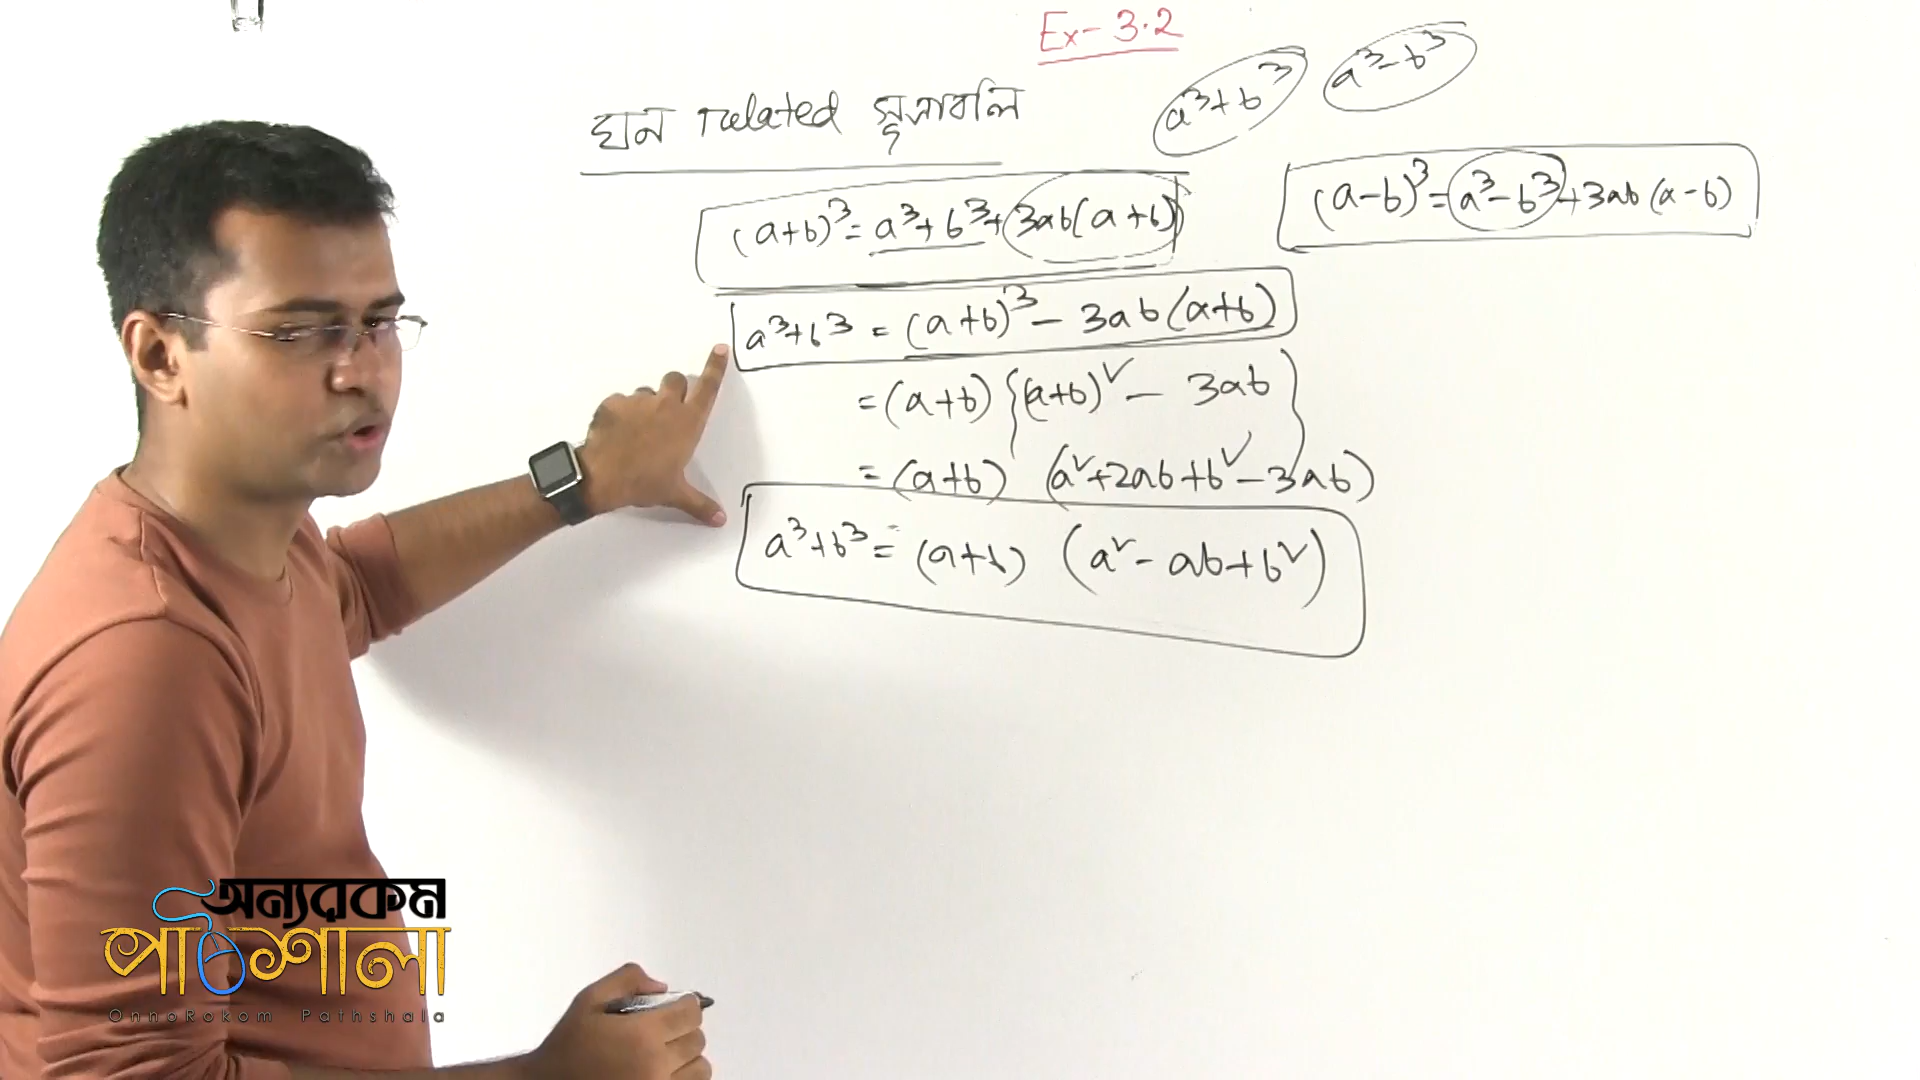 Ex- 3.2
a³+b³
a³-b³
ঘন related সূত্রাবলি
(a+b)³ = a³+b³+3ab(a+b)
(a-b)³ = a³-b³+3ab(a-b)
a³+b³ = (a+b)³ - 3ab(a+b)
= (a+b) {(a+b)² - 3ab}
= (a+b) (a²+2ab+b²-3ab)
a³+b³ = (a+b) (a²-ab+b²)
অন্যরকম
পাঠশালা
OnnoRokom Pathshala